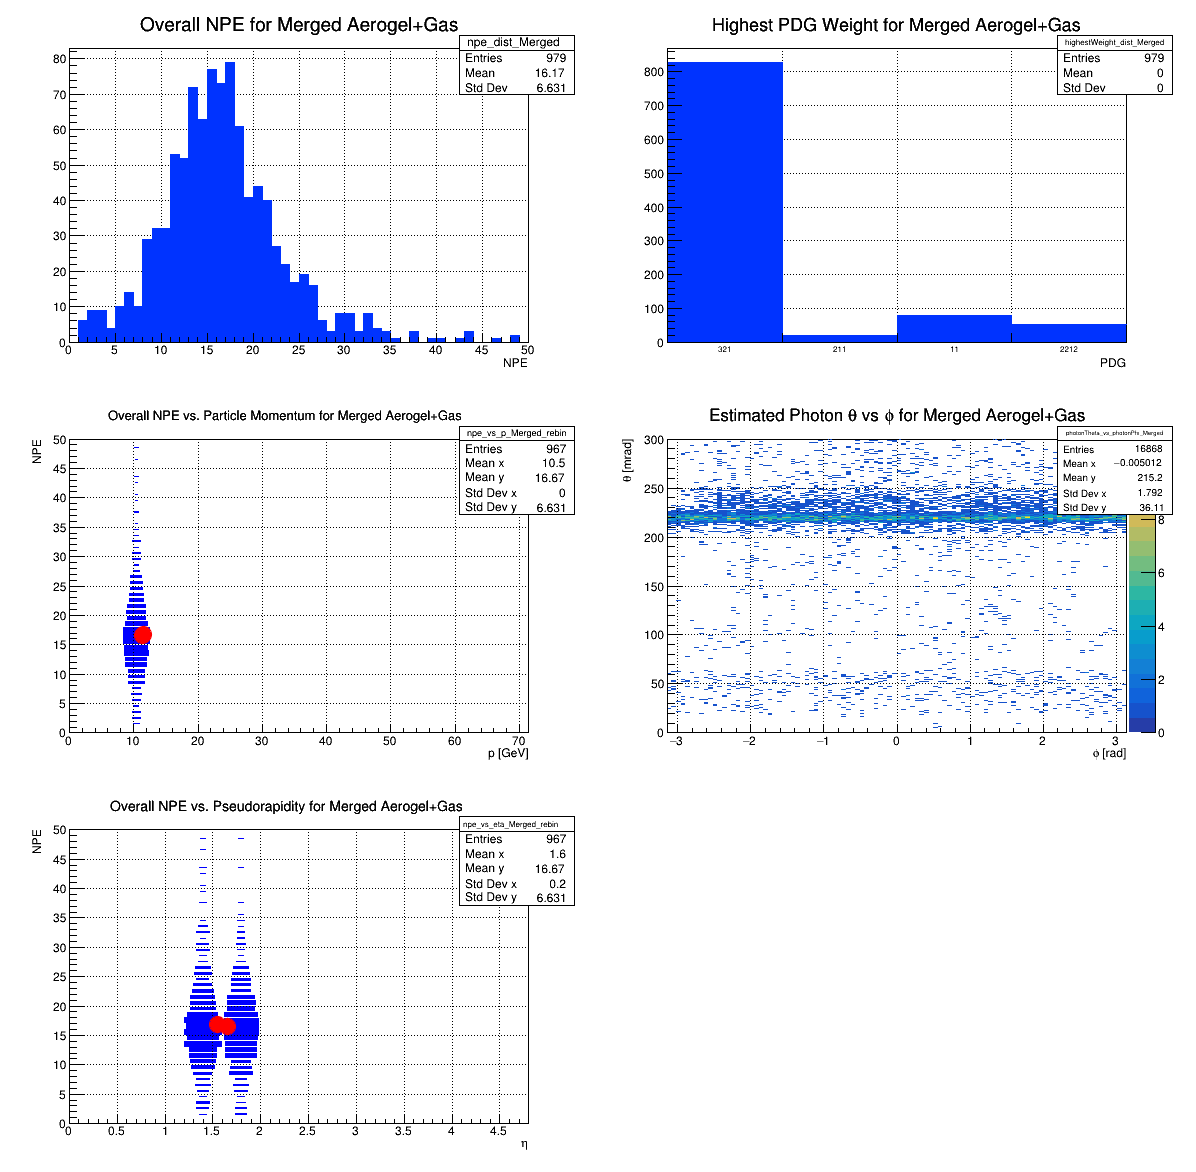 Overall NPE for Merged Aerogel+Gas
npe_dist_Merged
Entries 979
Mean 16.17
Std Dev 6.631
80
70
60
50
40
30
20
10
0
0 5 10 15 20 25 30 35 40 45 50
NPE
Highest PDG Weight for Merged Aerogel+Gas
highestWeight_dist_Merged
Entries 979
Mean 0
Std Dev 0
800
700
600
500
400
300
200
100
0
321 211 11 2212
PDG
Overall NPE vs. Particle Momentum for Merged Aerogel+Gas
NPE
npe_vs_p_Merged_rebin
Entries 967
Mean x 10.5
Mean y 16.67
Std Dev x 0
Std Dev y 6.631
50
45
40
35
30
25
20
15
10
5
0
0 10 20 30 40 50 60 70
p [GeV]
Estimated Photon θ vs ϕ for Merged Aerogel+Gas
θ [mrad]
photonTheta_vs_photonPhi_Merged
Entries 16868
Mean x −0.005012
Mean y 215.2
Std Dev x 1.792
Std Dev y 36.11
300
250
200
150
100
50
0
−3 −2 −1 0 1 2 3
ϕ [rad]
8
6
4
2
0
Overall NPE vs. Pseudorapidity for Merged Aerogel+Gas
NPE
npe_vs_eta_Merged_rebin
Entries 967
Mean x 1.6
Mean y 16.67
Std Dev x 0.2
Std Dev y 6.631
50
45
40
35
30
25
20
15
10
5
0
0 0.5 1 1.5 2 2.5 3 3.5 4 4.5
η